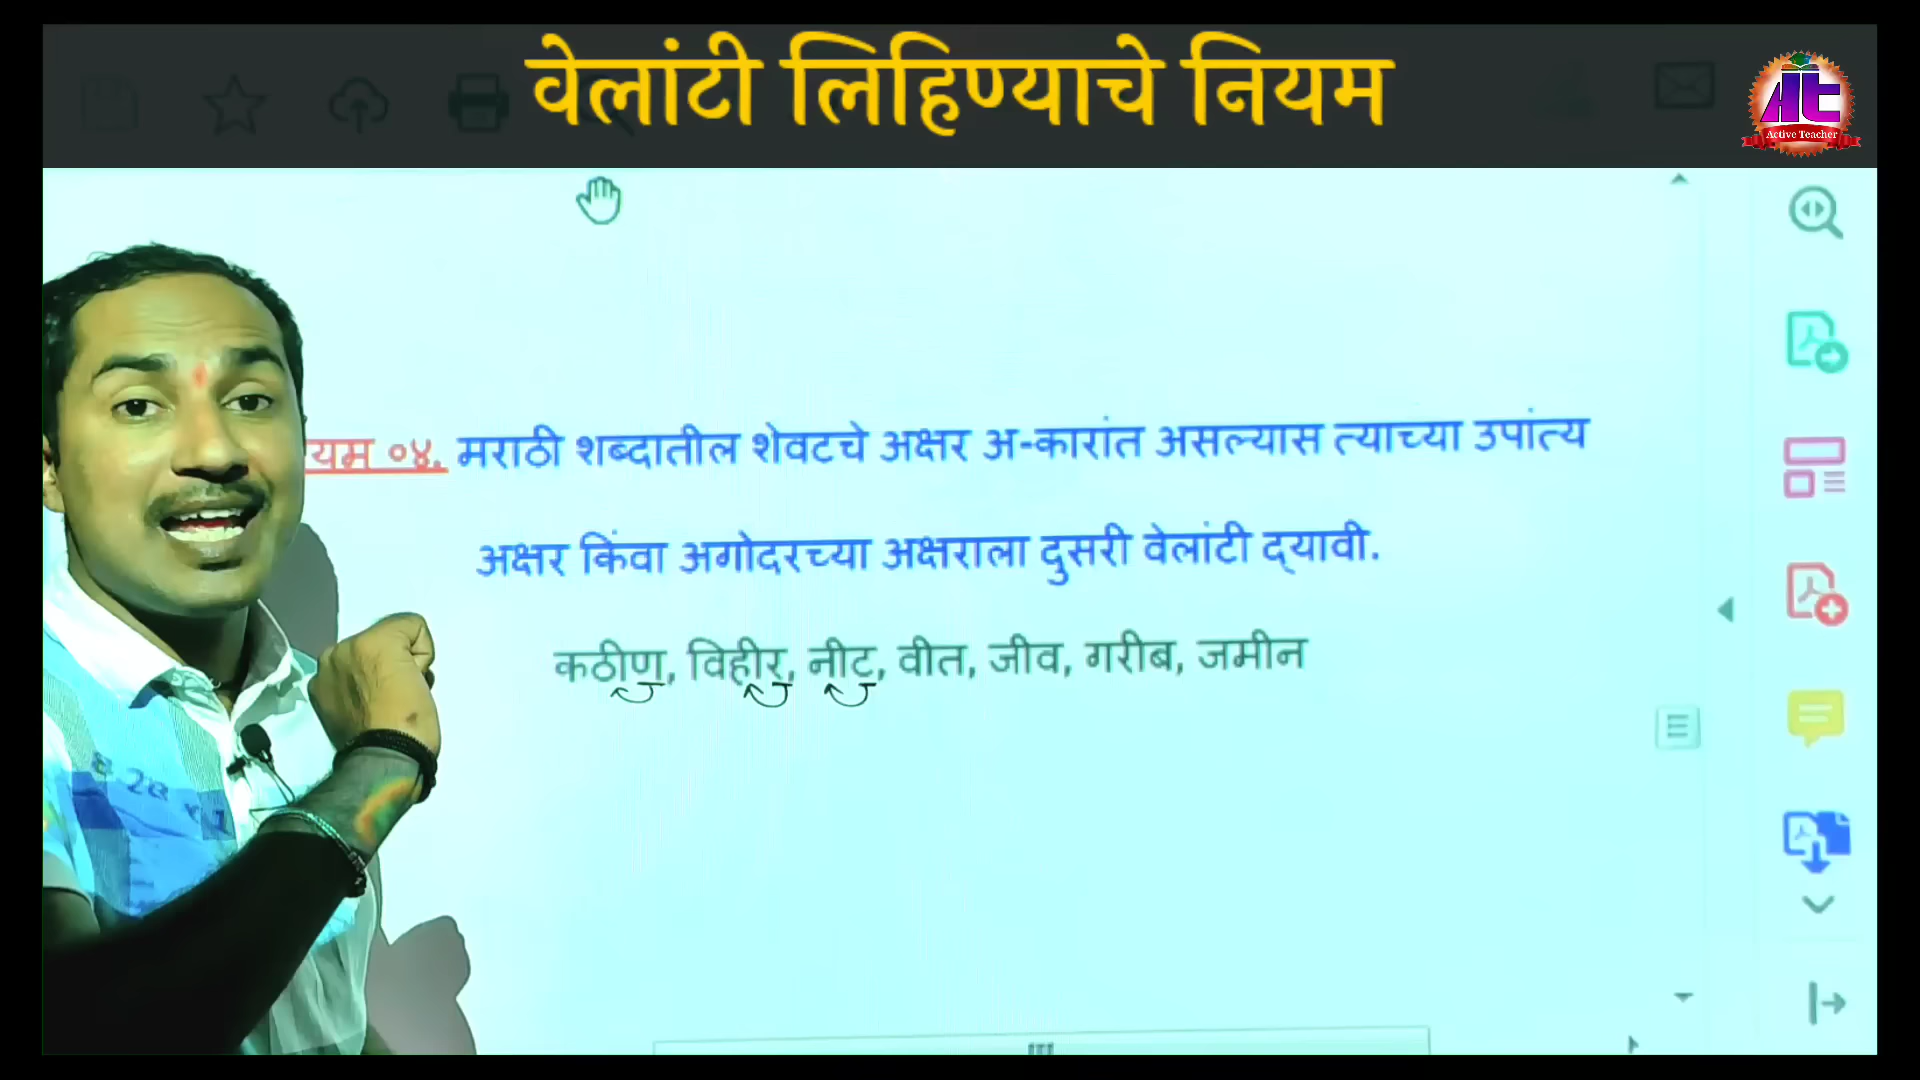 वेलांटी लिहिण्याचे नियम
At
Active Teacher
यम ०४. मराठी शब्दातील शेवटचे अक्षर अ-कारांत असल्यास त्याच्या उपांत्य
अक्षर किंवा अगोदरच्या अक्षराला दुसरी वेलांटी द्यावी.
कठीण, विहीर, नीट, वीत, जीव, गरीब, जमीन